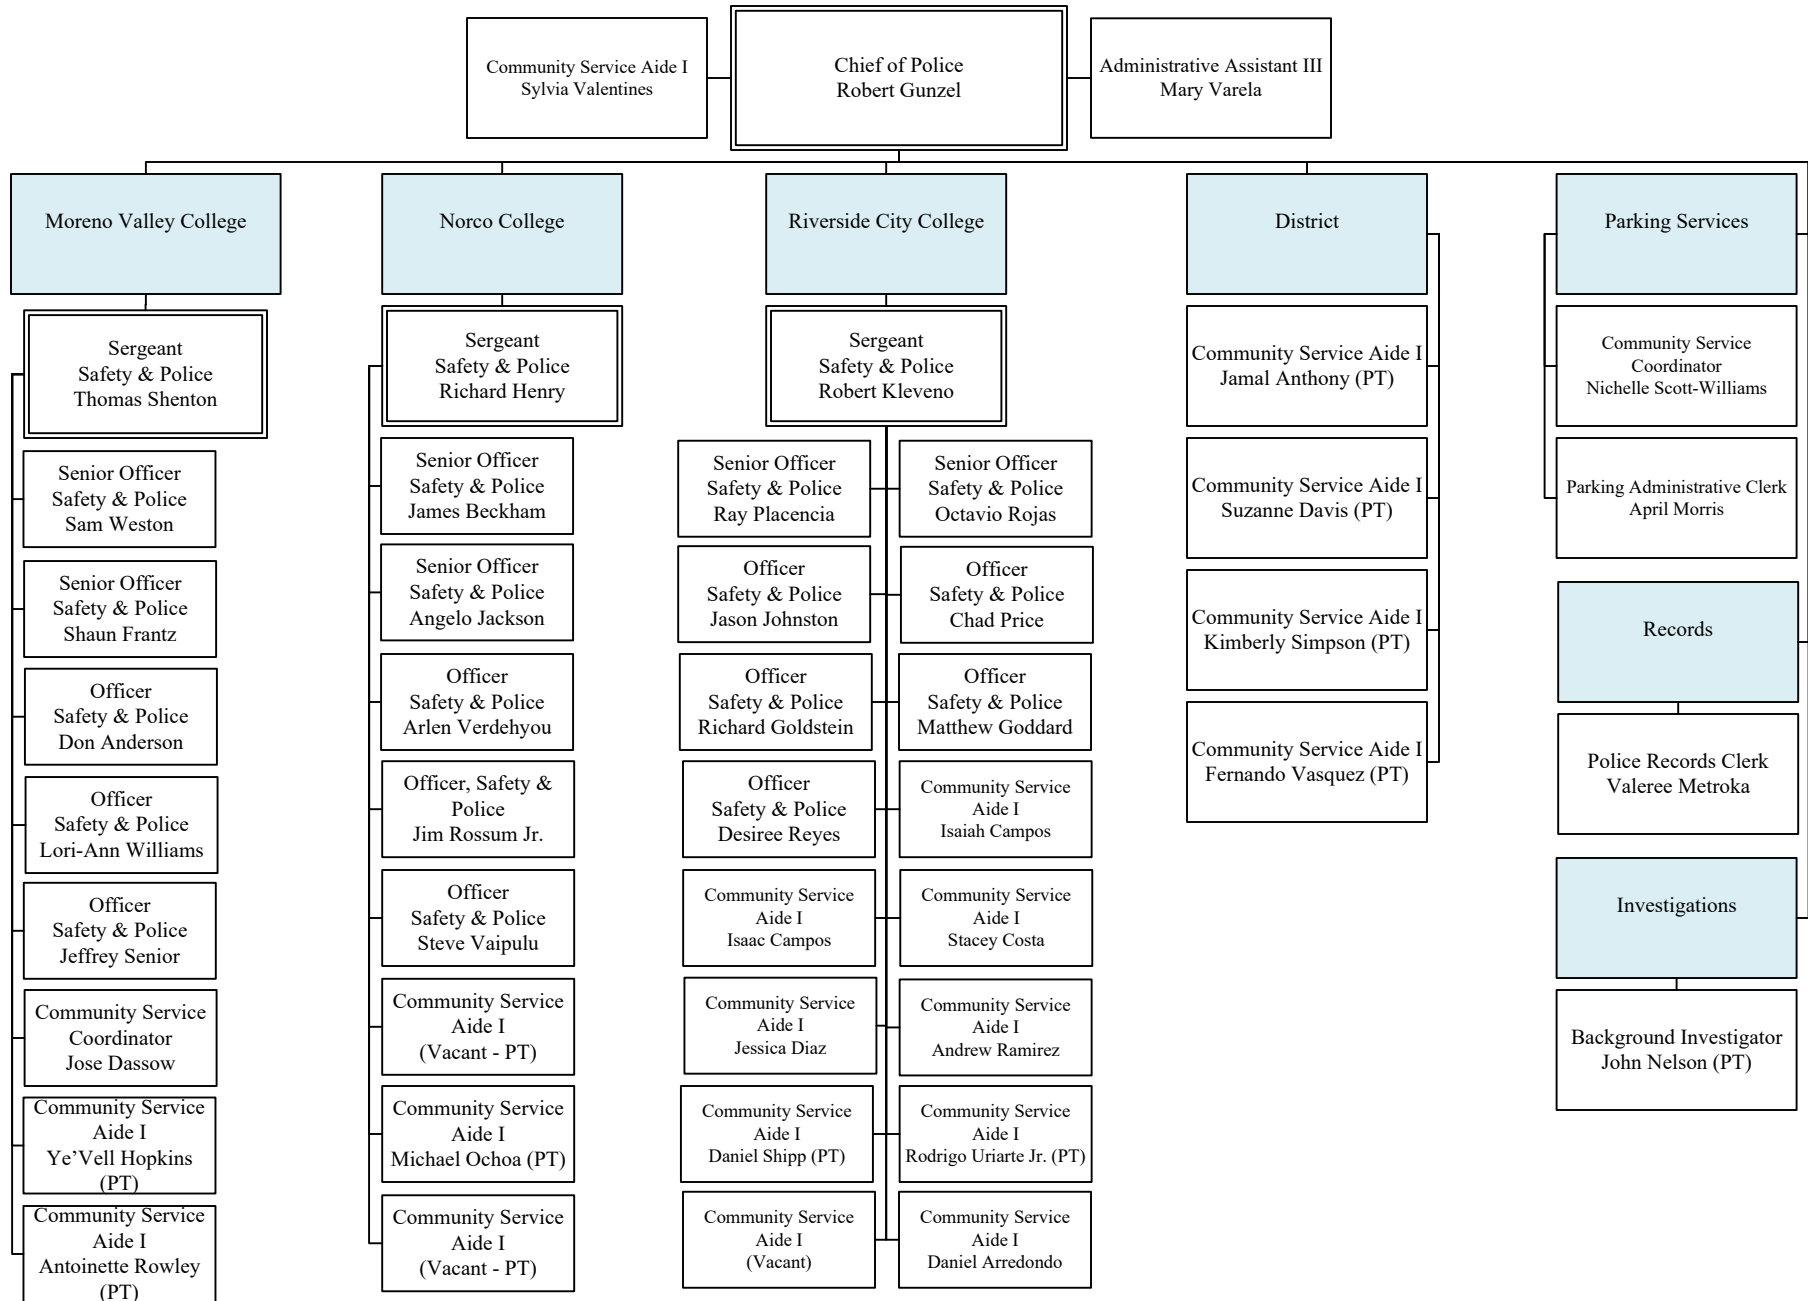 Community Service Aide I
Sylvia Valentines
Chief of Police
Robert Gunzel
Administrative Assistant III
Mary Varela
Moreno Valley College
Sergeant
Safety & Police
Thomas Shenton
Senior Officer
Safety & Police
Sam Weston
Senior Officer
Safety & Police
Shaun Frantz
Officer
Safety & Police
Don Anderson
Officer
Safety & Police
Lori-Ann Williams
Officer
Safety & Police
Jeffrey Senior
Community Service
Coordinator
Jose Dassow
Community Service
Aide I
Ye’Vell Hopkins
(PT)
Community Service
Aide I
Antoinette Rowley
(PT)
Norco College
Sergeant
Safety & Police
Richard Henry
Senior Officer
Safety & Police
James Beckham
Senior Officer
Safety & Police
Angelo Jackson
Officer
Safety & Police
Arlen Verdehyou
Officer, Safety &
Police
Jim Rossum Jr.
Officer
Safety & Police
Steve Vaipulu
Community Service
Aide I
(Vacant - PT)
Community Service
Aide I
Michael Ochoa (PT)
Community Service
Aide I
(Vacant - PT)
Riverside City College
Sergeant
Safety & Police
Robert Kleveno
Senior Officer
Safety & Police
Ray Placencia
Senior Officer
Safety & Police
Octavio Rojas
Officer
Safety & Police
Jason Johnston
Officer
Safety & Police
Chad Price
Officer
Safety & Police
Richard Goldstein
Officer
Safety & Police
Matthew Goddard
Officer
Safety & Police
Desiree Reyes
Community Service
Aide I
Isaiah Campos
Community Service
Aide I
Isaac Campos
Community Service
Aide I
Stacey Costa
Community Service
Aide I
Jessica Diaz
Community Service
Aide I
Andrew Ramirez
Community Service
Aide I
Daniel Shipp (PT)
Community Service
Aide I
Rodrigo Uriarte Jr. (PT)
Community Service
Aide I
(Vacant)
Community Service
Aide I
Daniel Arredondo
District
Community Service Aide I
Jamal Anthony (PT)
Community Service Aide I
Suzanne Davis (PT)
Community Service Aide I
Kimberly Simpson (PT)
Community Service Aide I
Fernando Vasquez (PT)
Parking Services
Community Service
Coordinator
Nichelle Scott-Williams
Parking Administrative Clerk
April Morris
Records
Police Records Clerk
Valeree Metroka
Investigations
Background Investigator
John Nelson (PT)